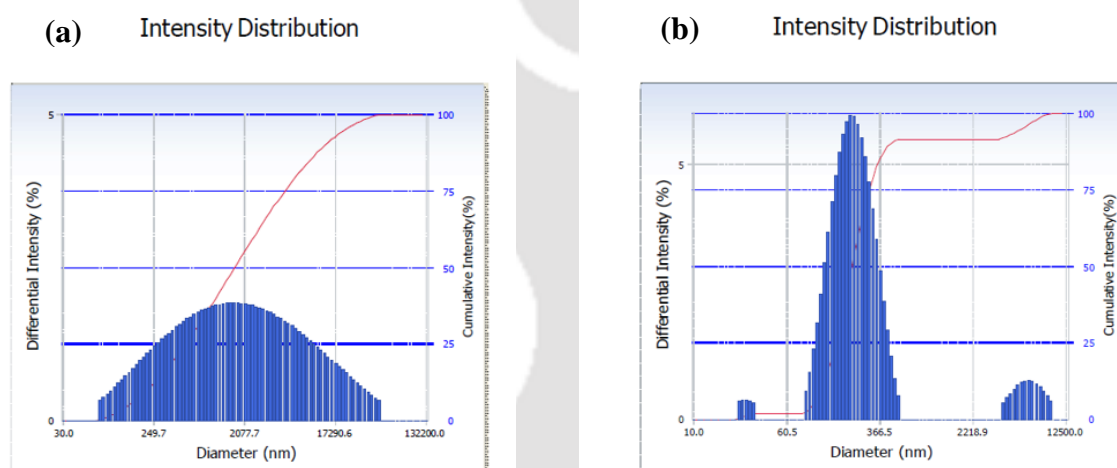 (a) Intensity Distribution
5
100
75
50
25
0
0
Differential Intensity (%)
Cumulative Intensity(%)
30.0 249.7 2077.7 17290.6 132200.0
Diameter (nm)
(b) Intensity Distribution
5
100
75
50
25
0
0
Differential Intensity (%)
Cumulative Intensity(%)
10.0 60.5 366.5 2218.9 12500.0
Diameter (nm)